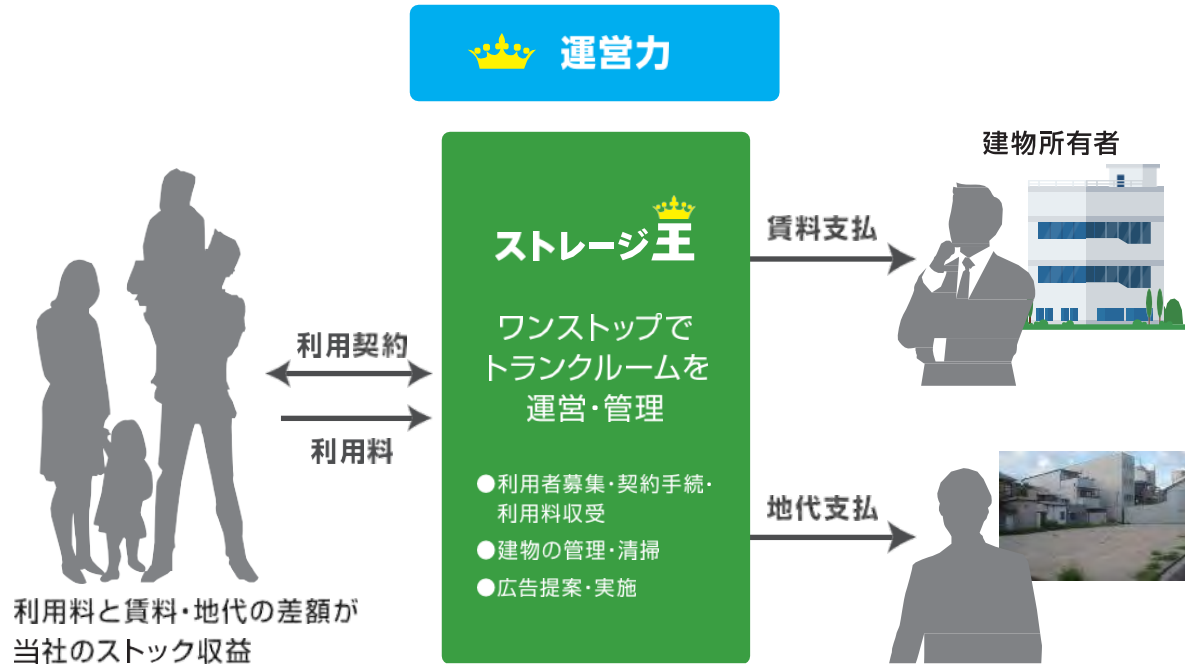 運営力
建物所有者
ストレージ王
賃料支払
ワンストップで
トランクルームを
運営・管理
利用契約
利用料
●利用者募集・契約手続・
利用料収受
●建物の管理・清掃
●広告提案・実施
地代支払
利用料と賃料・地代の差額が
当社のストック収益